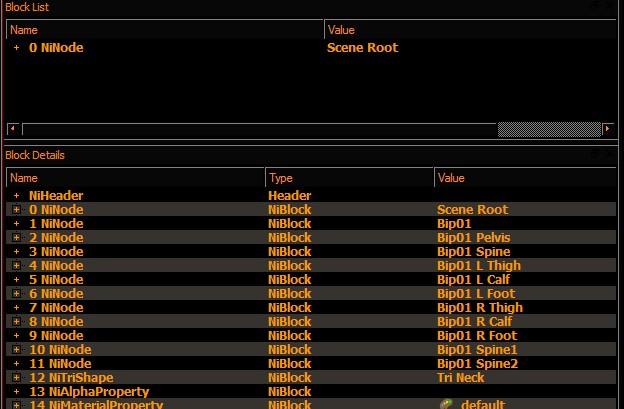 Block List
Name Value
+ 0 NiNode Scene Root
Block Details
Name Type Value
+ NiHeader Header
+ 0 NiNode NiBlock Scene Root
+ 1 NiNode NiBlock Bip01
+ 2 NiNode NiBlock Bip01 Pelvis
+ 3 NiNode NiBlock Bip01 Spine
+ 4 NiNode NiBlock Bip01 L Thigh
+ 5 NiNode NiBlock Bip01 L Calf
+ 6 NiNode NiBlock Bip01 L Foot
+ 7 NiNode NiBlock Bip01 R Thigh
+ 8 NiNode NiBlock Bip01 R Calf
+ 9 NiNode NiBlock Bip01 R Foot
+ 10 NiNode NiBlock Bip01 Spine1
+ 11 NiNode NiBlock Bip01 Spine2
+ 12 NiTriShape NiBlock Tri Neck
+ 13 NiAlphaProperty NiBlock
+ 14 NiMaterialProperty NiBlock default